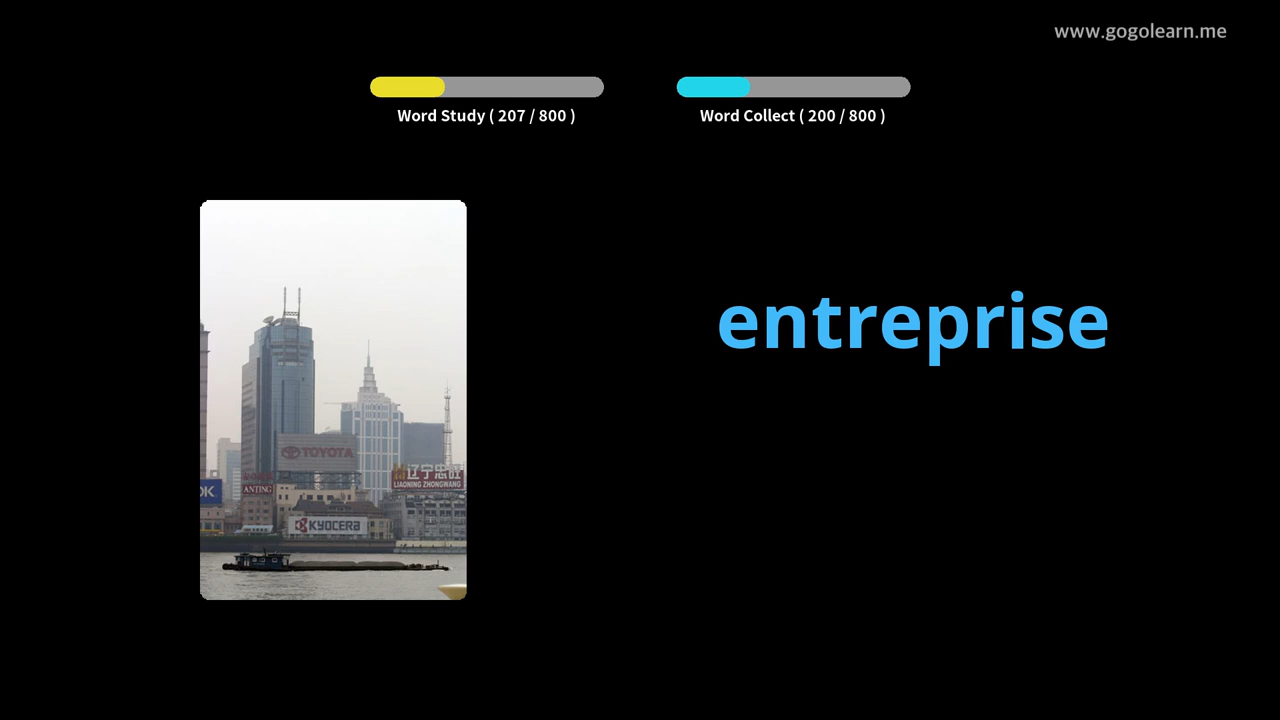 www.gogolearn.me
Word Study ( 207 / 800 )
Word Collect ( 200 / 800 )
entreprise
TOYOTA
辽宁忠旺
LIAONING ZHONGWANG
ANTING
KYOCERA